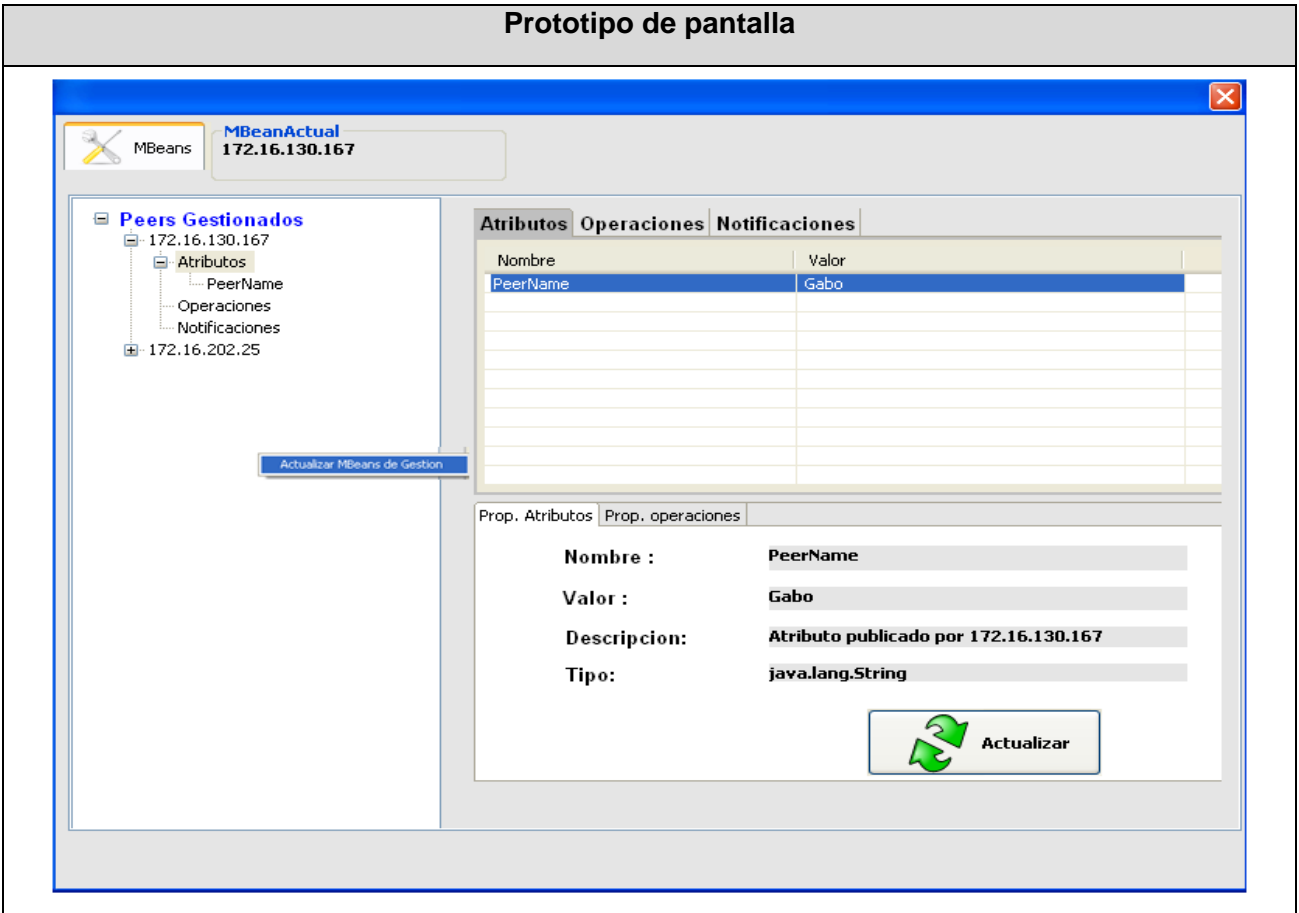 Prototipo de pantalla
MBeans
MBeanActual
172.16.130.167
Peers Gestionados
172.16.130.167
Atributos
PeerName
Operaciones
Notificaciones
172.16.202.25
Actualizar MBeans de Gestion
Atributos Operaciones Notificaciones
Nombre Valor
PeerName Gabo
Prop. Atributos Prop. operaciones
Nombre : PeerName
Valor : Gabo
Descripcion: Atributo publicado por 172.16.130.167
Tipo: java.lang.String
Actualizar